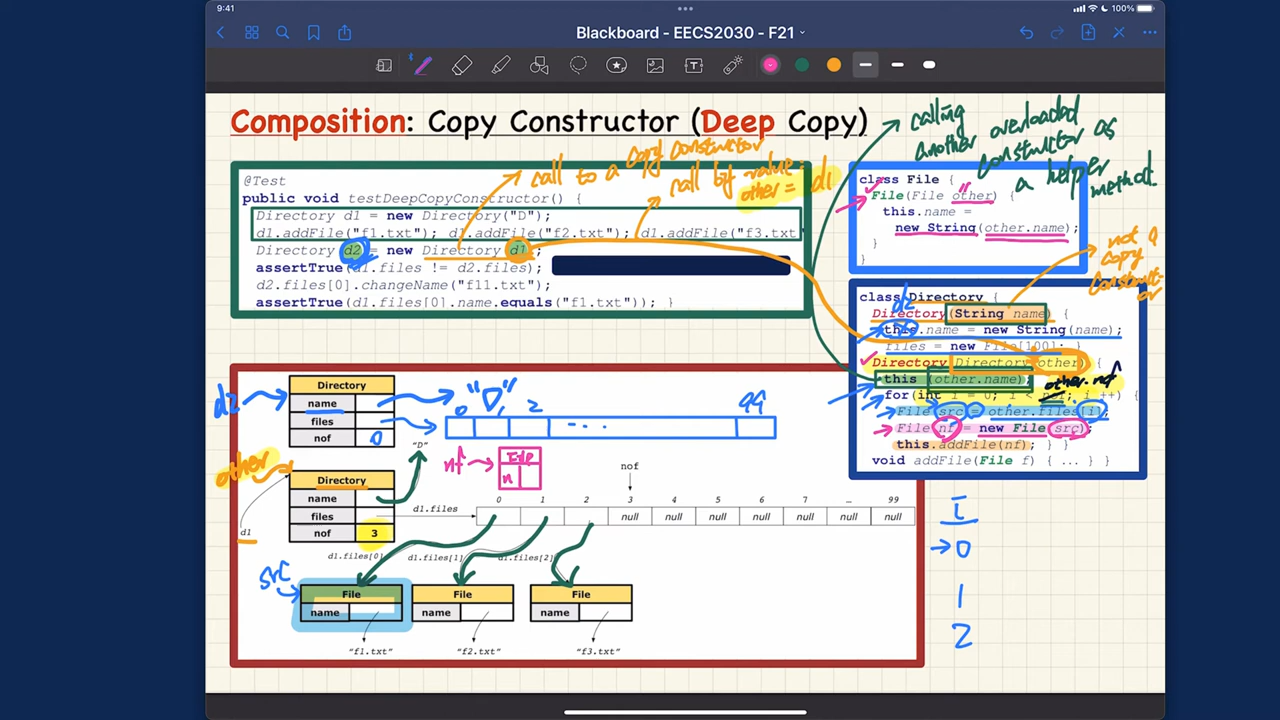 9:41
100%
Blackboard - EECS2030 - F21
Composition: Copy Constructor (Deep Copy)
calling
another overloaded
constructor as
a helper
method.
call to a copy constructor
call by value:
other = d1
@Test
public void testDeepCopyConstructor() {
Directory d1 = new Directory("D");
d1.addFile("f1.txt"); d1.addFile("f2.txt"); d1.addFile("f3.txt
Directory d2 = new Directory(d1);
assertTrue(d1.files != d2.files);
d2.files[0].changeName("f11.txt");
assertTrue(d1.files[0].name.equals("f1.txt")); }
class File {
File(File other) {
this.name =
new String(other.name);
}
}
not a
copy
construct-
or
class Directory {
d2
Directory(String name) {
this.name = new String(name);
files = new File[100]; }
Directory(Directory other) {
this (other.name);
other.nof
for(int i = 0; i < nof; i ++) {
File src = other.files[i];
File nf = new File(src);
this.addFile(nf); } }
void addFile(File f) { ... } }
d2
Directory
name
files
nof 0
"D"
0 1 2 99
...
"D"
nf
File
n
other
Directory
name
files
nof 3
d1
d1.files
nof
0 1 2 3 4 5 6 7 … 99
null null null null null null
d1.files[0] d1.files[1] d1.files[2]
src
File File File
name name name
"f1.txt" "f2.txt" "f3.txt"
I
0
1
2